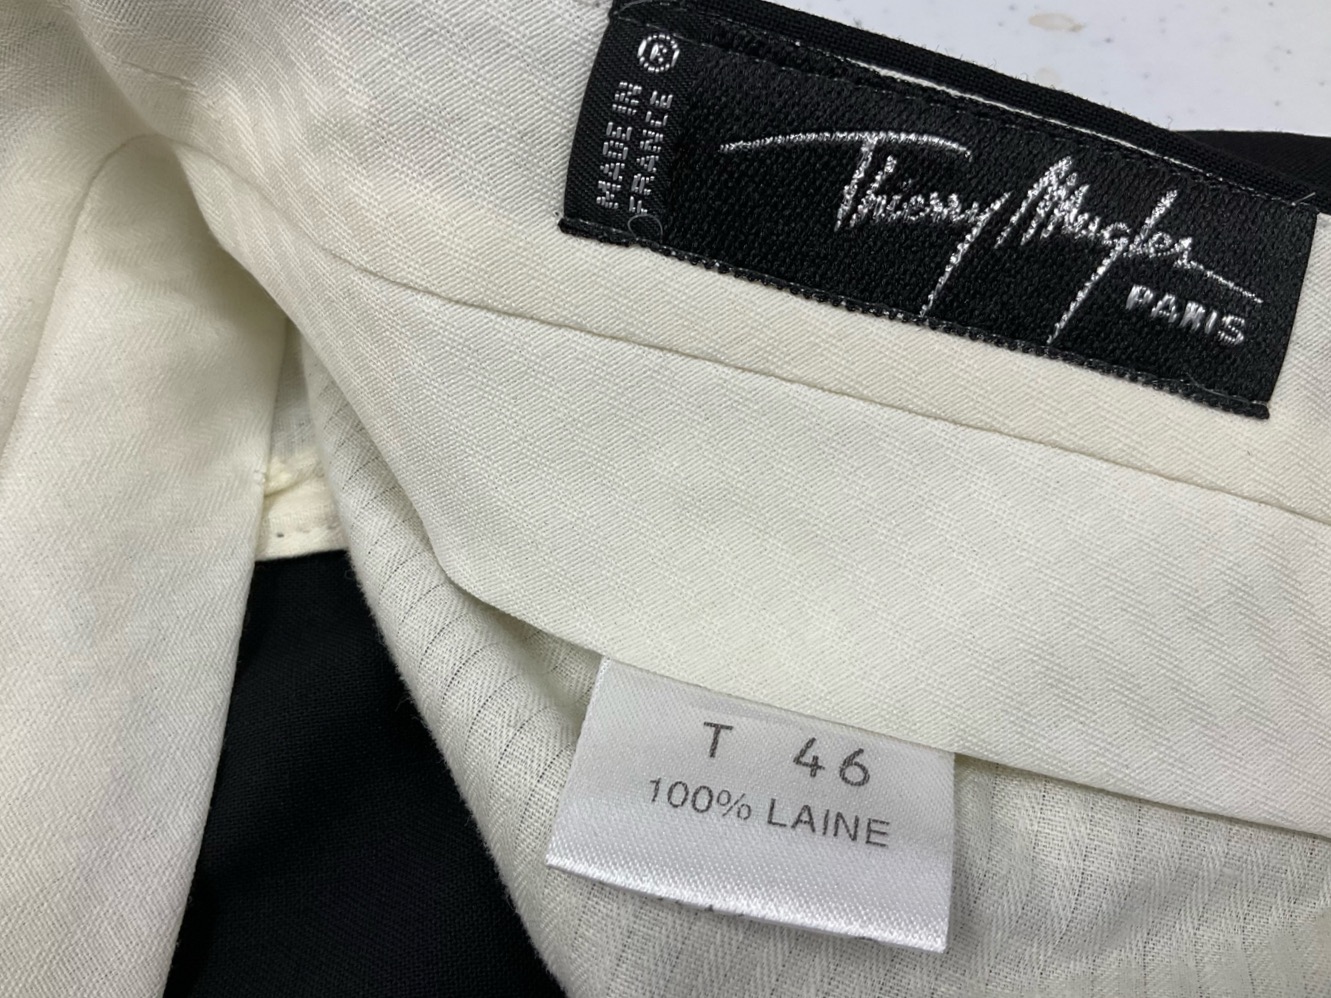 MADE IN
FRANCE ®
Thierry Mugler
PARIS
T 46
100% LAINE